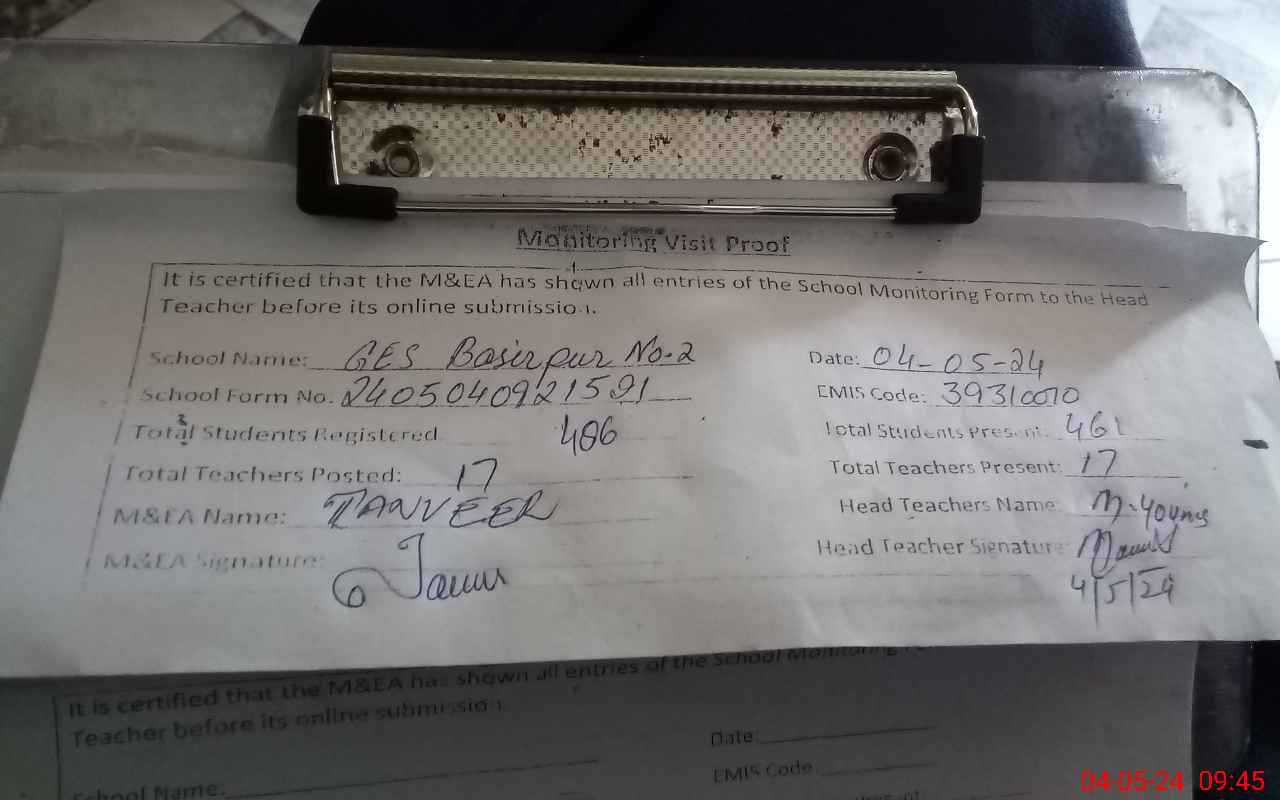 Monitoring Visit Proof
It is certified that the M&EA has shown all entries of the School Monitoring Form to the Head
Teacher before its online submission.
School Name: GES Basirpur No.2 Date: 04-05-24
School Form No. 2405040921591 EMIS Code: 39310010
Total Students Registered 486 Total Students Present: 461
Total Teachers Posted: 17 Total Teachers Present: 17
M&EA Name: TANVEER Head Teachers Name: M. Younis
M&EA Signature: Head Teacher Signature:
4/5/24
It is certified that the M&EA has shown all entries of the School Monitoring
Teacher before its online submission.
Date:
School Name: EMIS Code:
04-05-24 09:45